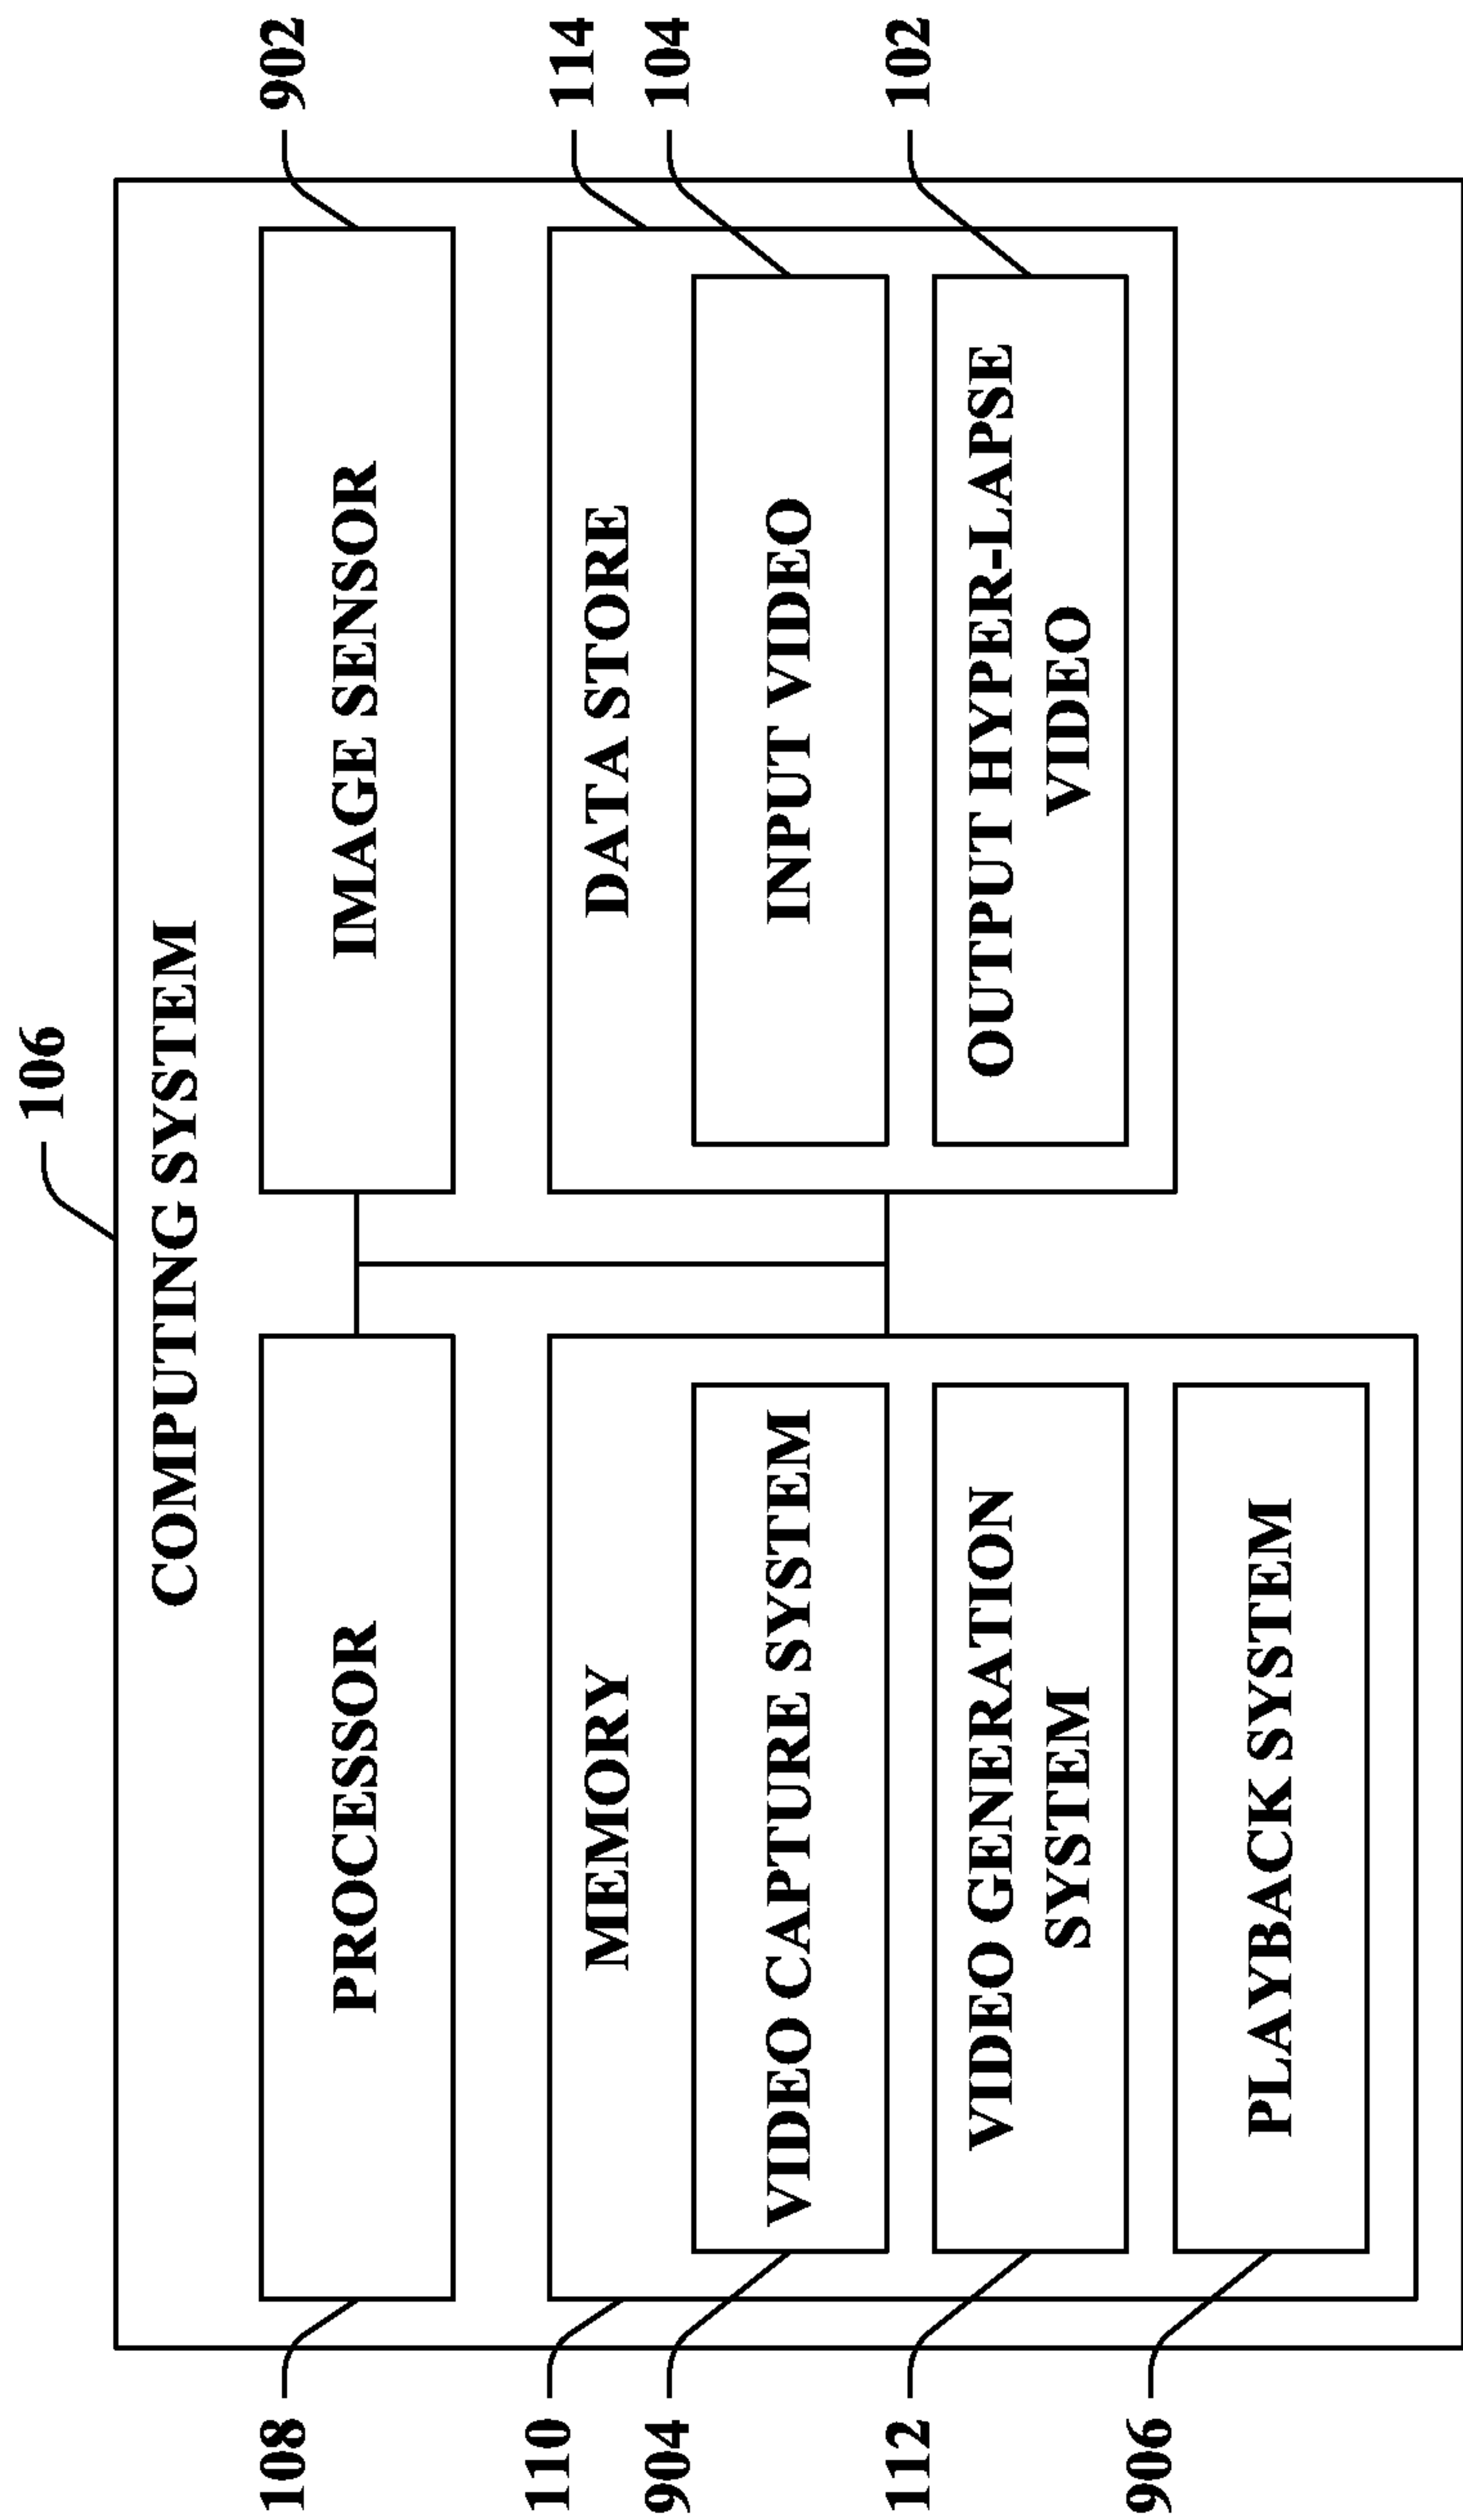 106
COMPUTING SYSTEM
108
PROCESSOR
IMAGE SENSOR
902
110
MEMORY
904
VIDEO CAPTURE SYSTEM
112
VIDEO GENERATION
SYSTEM
906
PLAYBACK SYSTEM
114
DATA STORE
104
INPUT VIDEO
102
OUTPUT HYPER-LAPSE
VIDEO